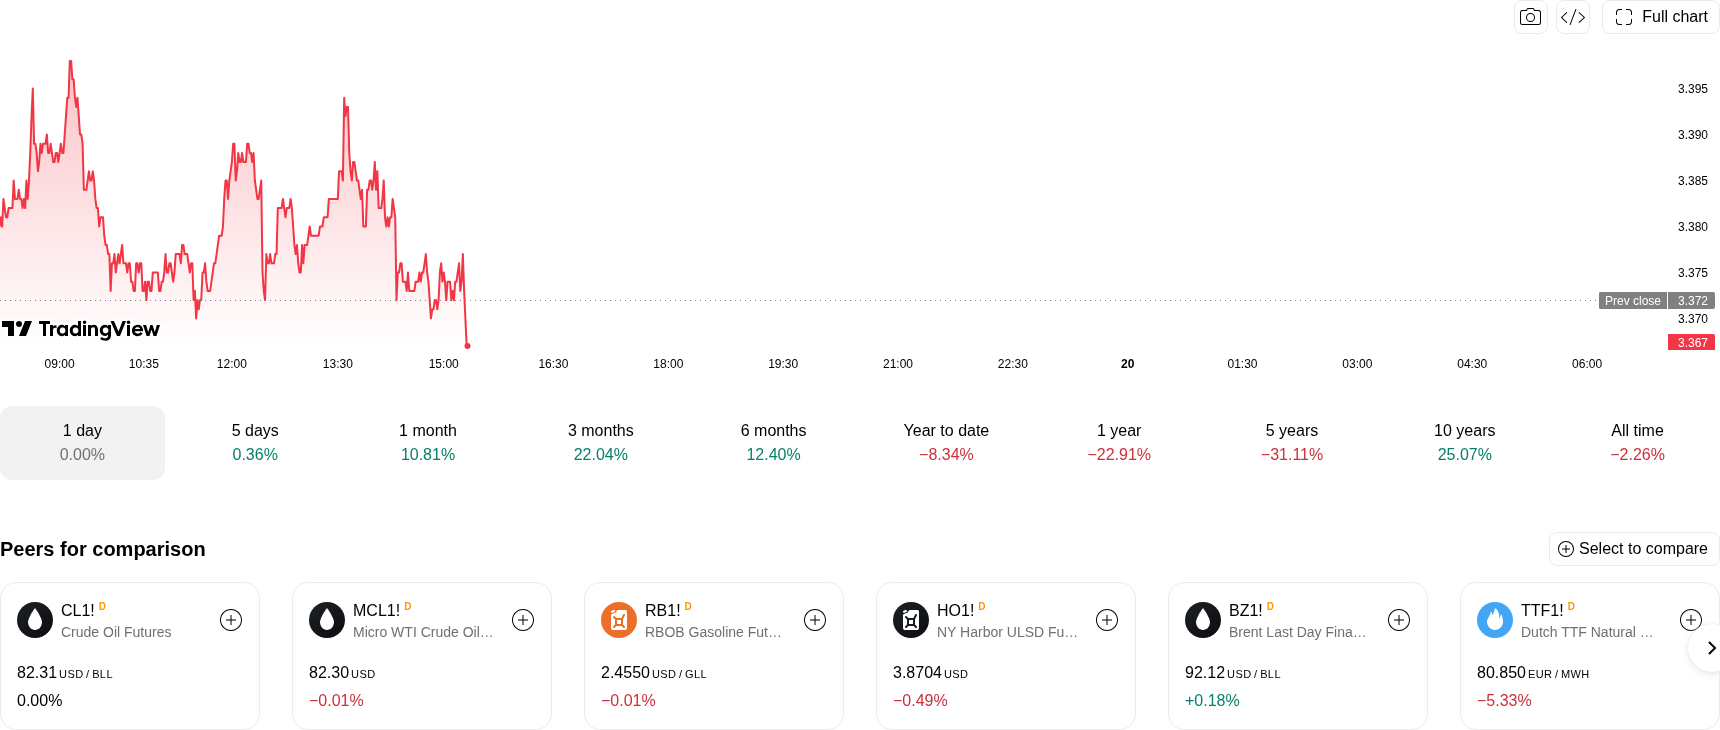 Full chart
3.395
3.390
3.385
3.380
3.375
Prev close 3.372
3.370
3.367
TradingView
09:00 10:35 12:00 13:30 15:00 16:30 18:00 19:30 21:00 22:30 20 01:30 03:00 04:30 06:00
1 day 5 days 1 month 3 months 6 months Year to date 1 year 5 years 10 years All time
0.00% 0.36% 10.81% 22.04% 12.40% −8.34% −22.91% −31.11% 25.07% −2.26%
Peers for comparison
Select to compare
CL1! D
Crude Oil Futures
82.31 USD / BLL
0.00%
MCL1! D
Micro WTI Crude Oil…
82.30 USD
−0.01%
RB1! D
RBOB Gasoline Fut…
2.4550 USD / GLL
−0.01%
HO1! D
NY Harbor ULSD Fu…
3.8704 USD
−0.49%
BZ1! D
Brent Last Day Fina…
92.12 USD / BLL
+0.18%
TTF1! D
Dutch TTF Natural …
80.850 EUR / MWH
−5.33%